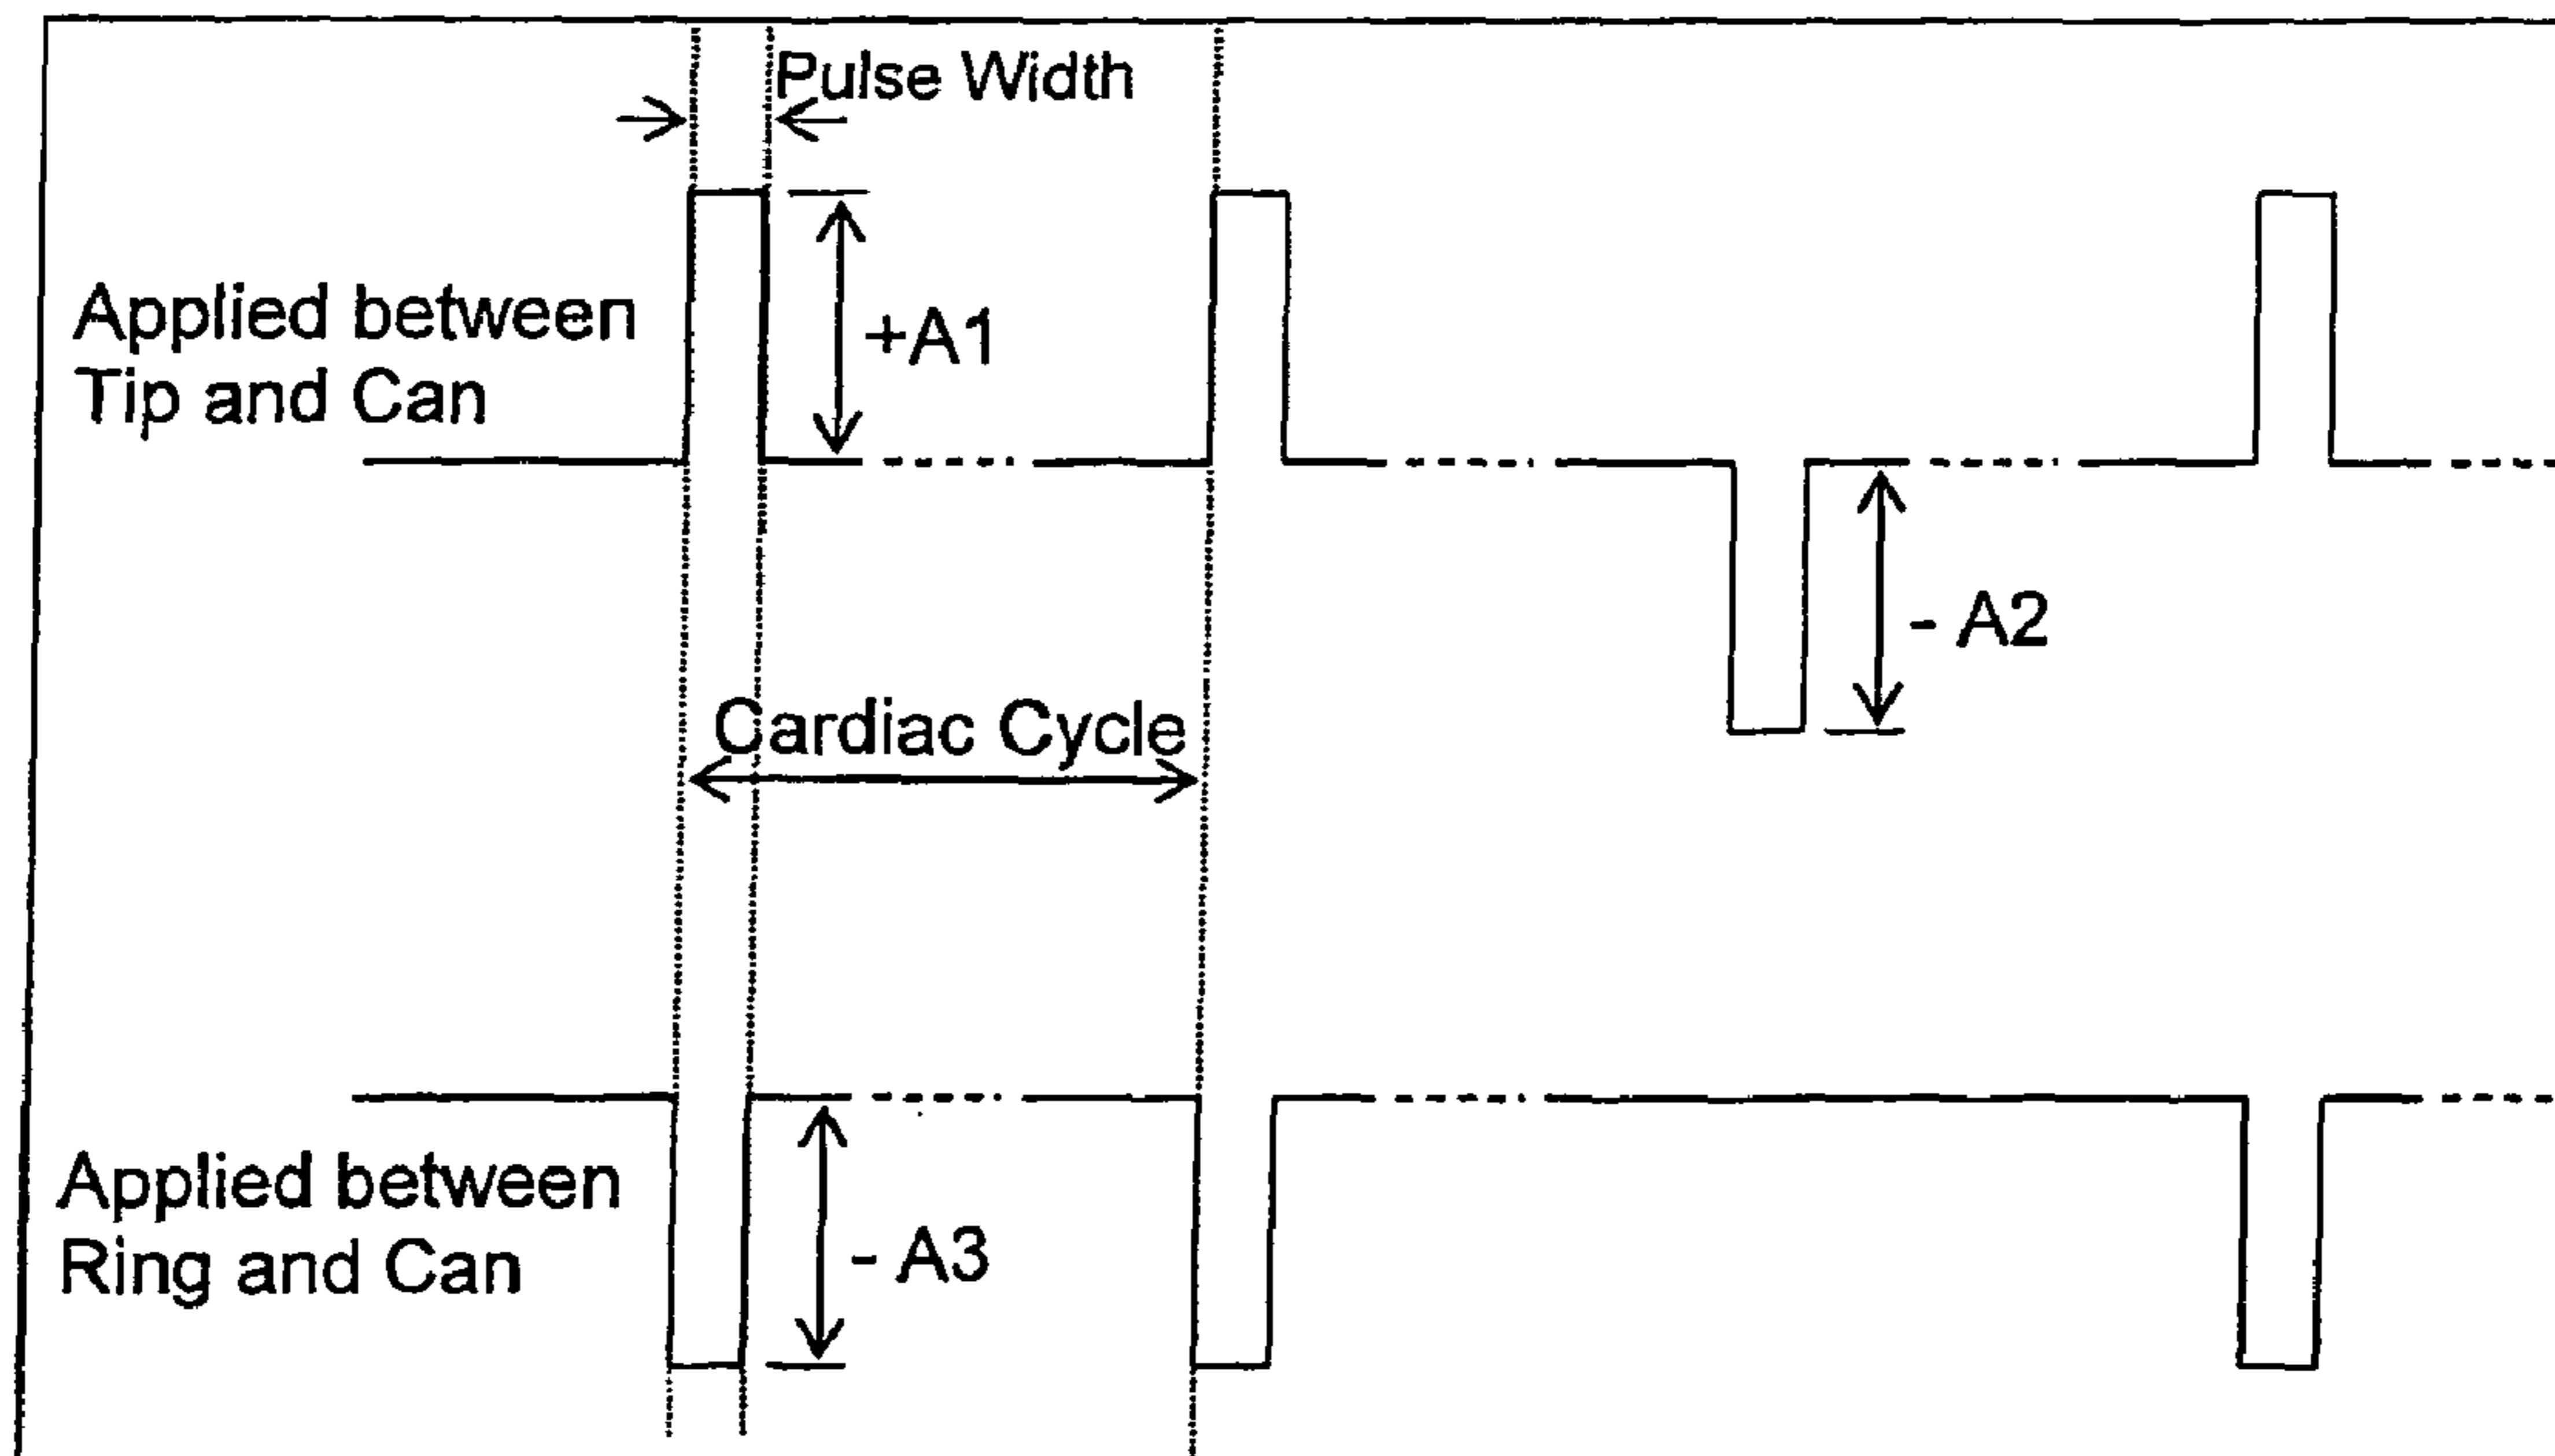 Pulse Width
Applied between
Tip and Can
+A1
- A2
Cardiac Cycle
Applied between
Ring and Can
- A3